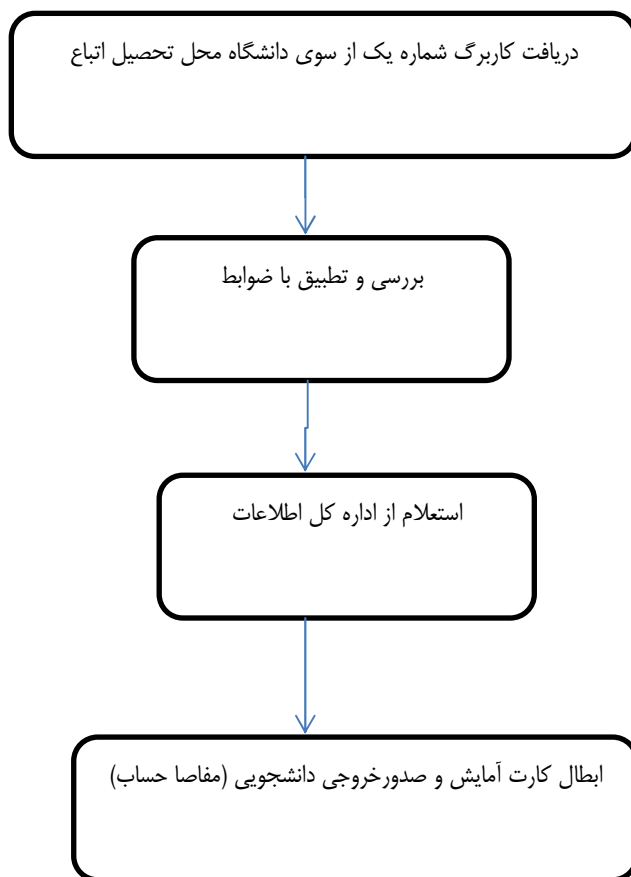 دریافت کاربرگ شماره یک از سوی دانشگاه محل تحصیل اتباع
بررسی و تطبیق با ضوابط
استعلام از اداره کل اطلاعات
ابطال کارت آمایش و صدورخروجی دانشجویی (مفاصا حساب)